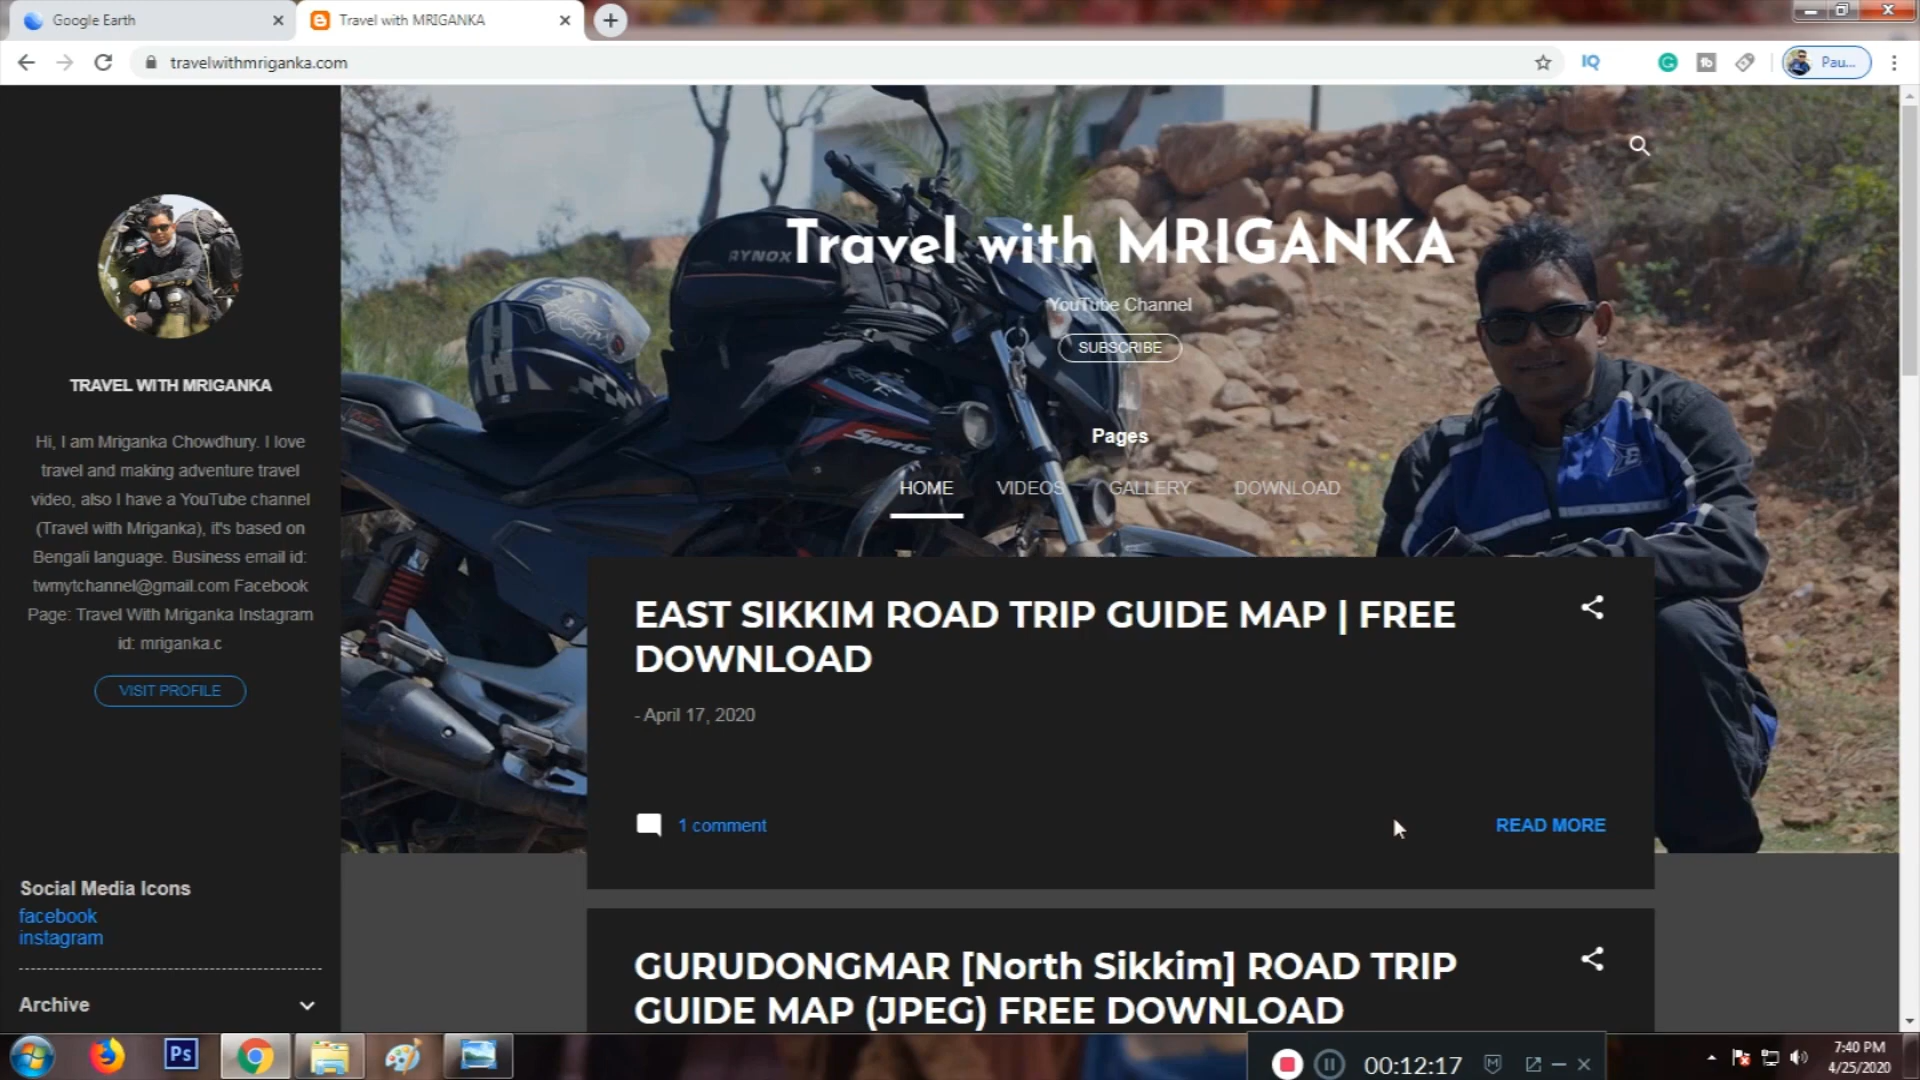 Google Earth
Travel with MRIGANKA
travelwithmriganka.com
IQ
Pau...
RYNOX
Travel with MRIGANKA
YouTube Channel
SUBSCRIBE
Sports
Pages
HOME VIDEOS GALLERY DOWNLOAD
TRAVEL WITH MRIGANKA
Hi, I am Mriganka Chowdhury. I love
travel and making adventure travel
video, also I have a YouTube channel
(Travel with Mriganka), it's based on
Bengali language. Business email id:
twmytchannel@gmail.com Facebook
Page: Travel With Mriganka Instagram
id: mriganka.c
VISIT PROFILE
Social Media Icons
facebook
instagram
Archive
EAST SIKKIM ROAD TRIP GUIDE MAP | FREE
DOWNLOAD
- April 17, 2020
1 comment
READ MORE
GURUDONGMAR [North Sikkim] ROAD TRIP
GUIDE MAP (JPEG) FREE DOWNLOAD
Ps
00:12:17
7:40 PM
4/25/2020